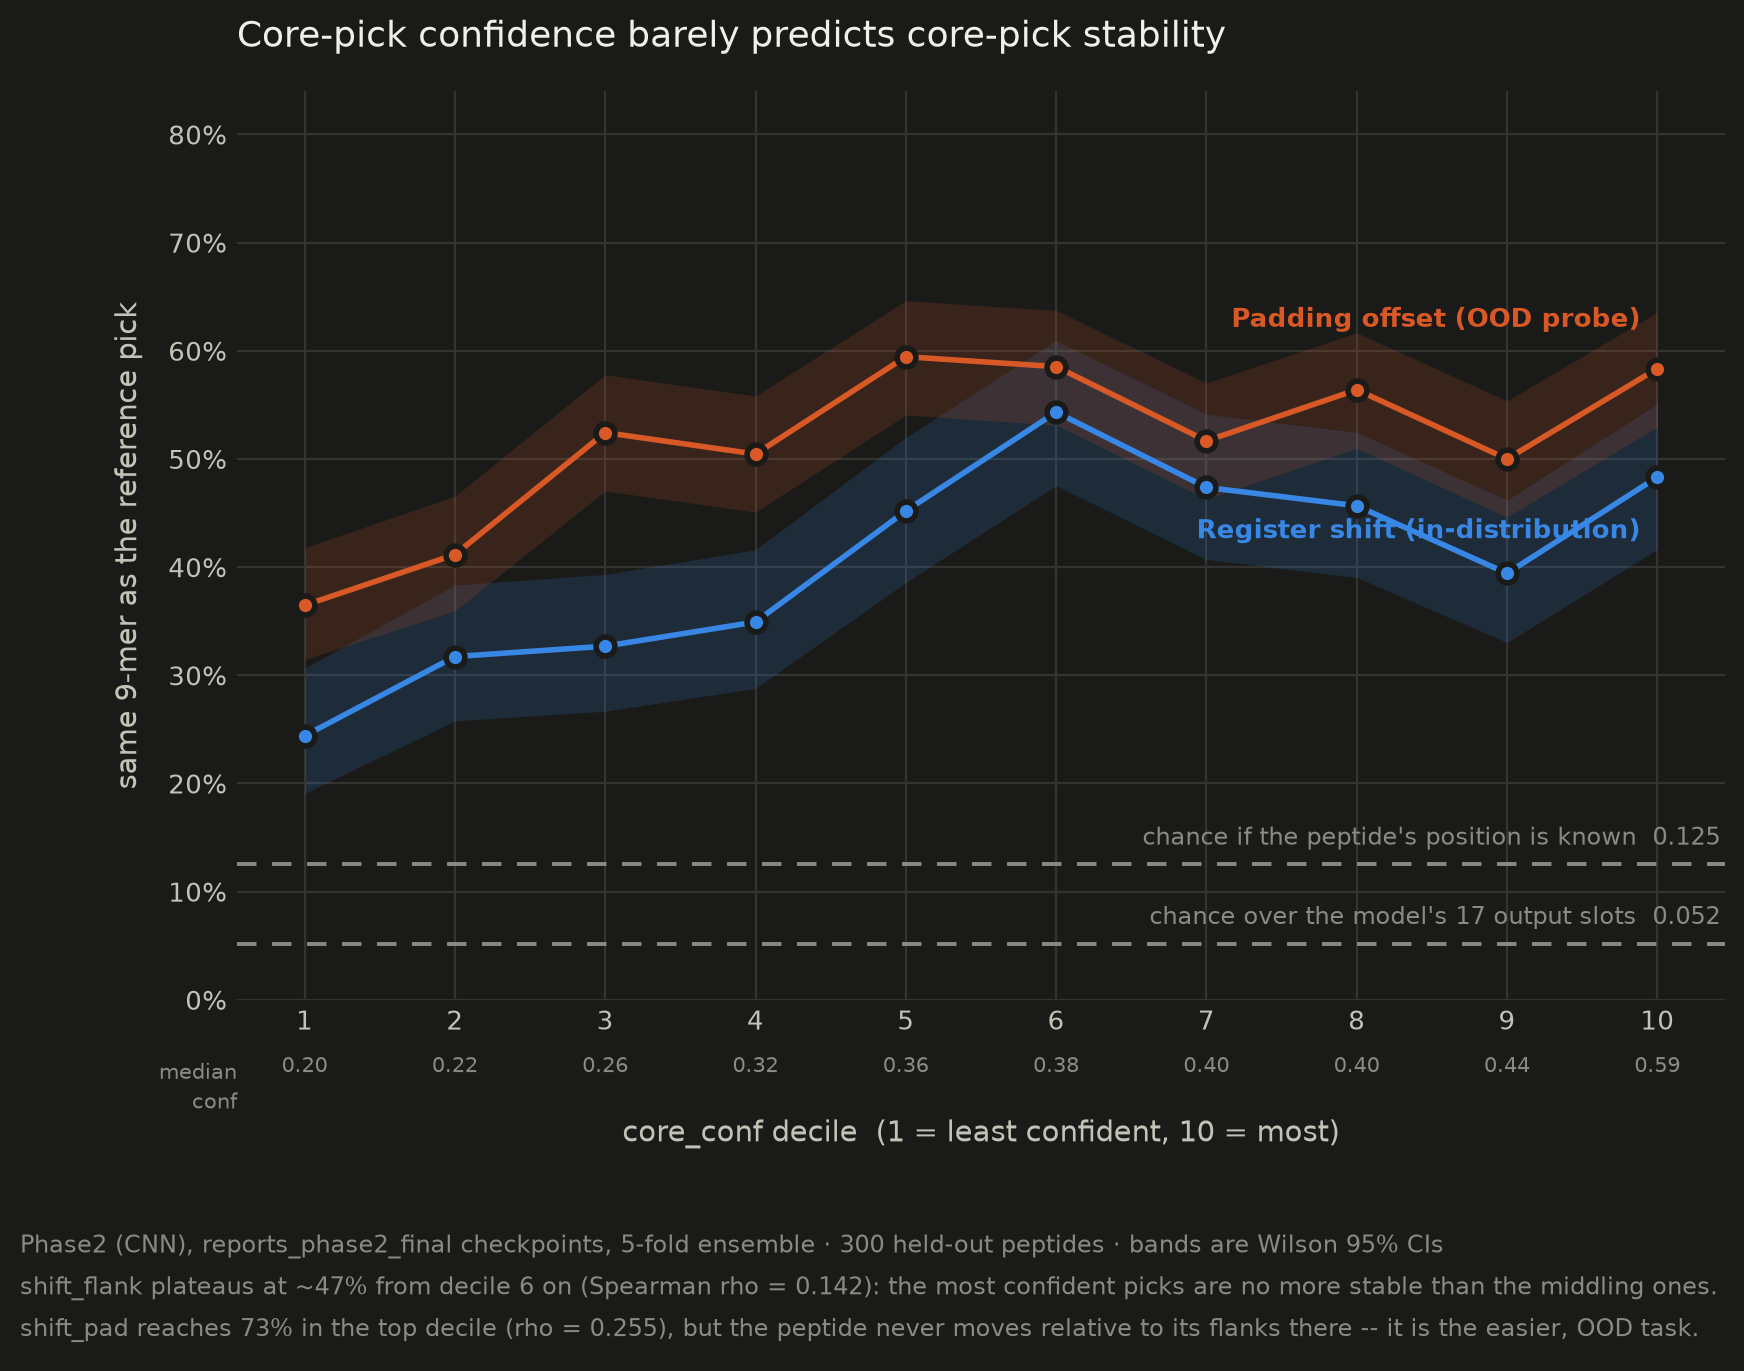 Core-pick confidence barely predicts core-pick stability
80%
70%
60%
50%
40%
30%
20%
10%
0%
same 9-mer as the reference pick
Padding offset (OOD probe)
Register shift (in-distribution)
chance if the peptide's position is known 0.125
chance over the model's 17 output slots 0.052
1 2 3 4 5 6 7 8 9 10
median conf
0.20 0.22 0.26 0.32 0.36 0.38 0.40 0.40 0.44 0.59
core_conf decile (1 = least confident, 10 = most)
Phase2 (CNN), reports_phase2_final checkpoints, 5-fold ensemble · 300 held-out peptides · bands are Wilson 95% CIs
shift_flank plateaus at ~47% from decile 6 on (Spearman rho = 0.142): the most confident picks are no more stable than the middling ones.
shift_pad reaches 73% in the top decile (rho = 0.255), but the peptide never moves relative to its flanks there -- it is the easier, OOD task.